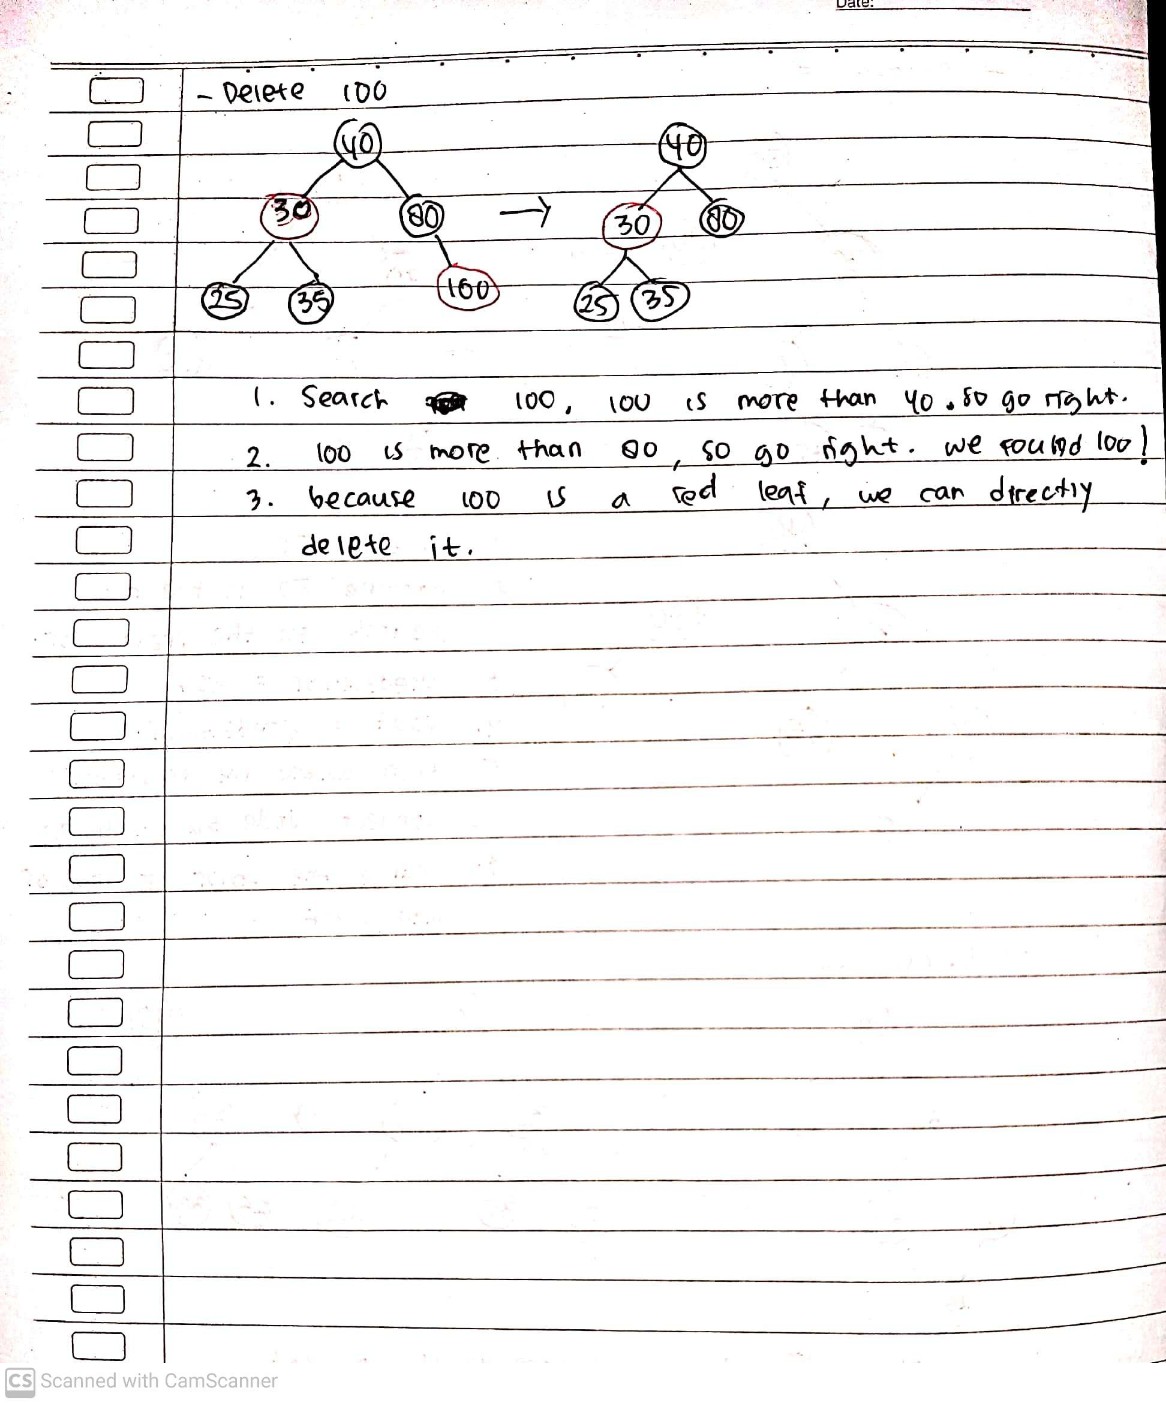 Date:
- Delete 100
40 40
30 80 → 30 80
25 35 100 25 35
1. Search 100, 100 is more than 40. so go right.
2. 100 is more than 80, so go right. we found 100!
3. because 100 is a red leaf, we can directly
delete it.
CS Scanned with CamScanner